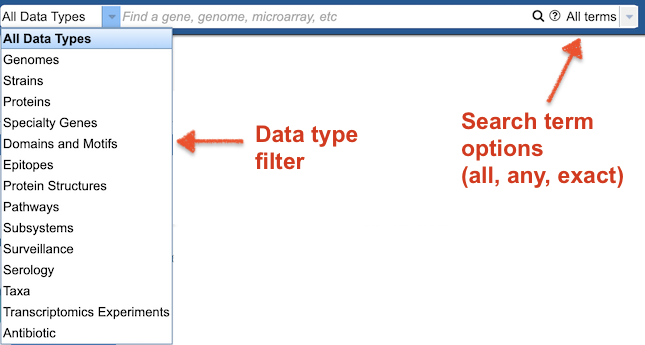 All Data Types Find a gene, genome, microarray, etc All terms
All Data Types
Genomes
Strains
Proteins
Specialty Genes
Domains and Motifs
Epitopes
Protein Structures
Pathways
Subsystems
Surveillance
Serology
Taxa
Transcriptomics Experiments
Antibiotic
Data type
filter
Search term
options
(all, any, exact)